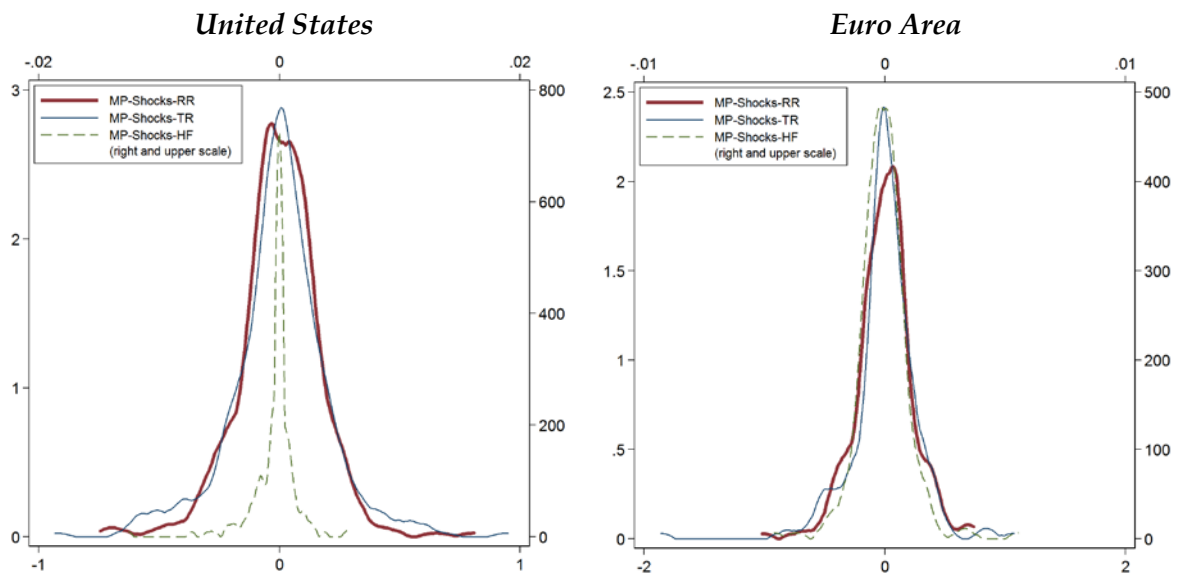 United States
-.02 0 .02
3 800
MP-Shocks-RR
MP-Shocks-TR
MP-Shocks-HF
(right and upper scale)
600
2
400
1
200
0 0
-1 0 1
Euro Area
-.01 0 .01
2.5 500
MP-Shocks-RR
MP-Shocks-TR
MP-Shocks-HF
(right and upper scale)
2 400
1.5 300
1 200
.5 100
0 0
-2 0 2